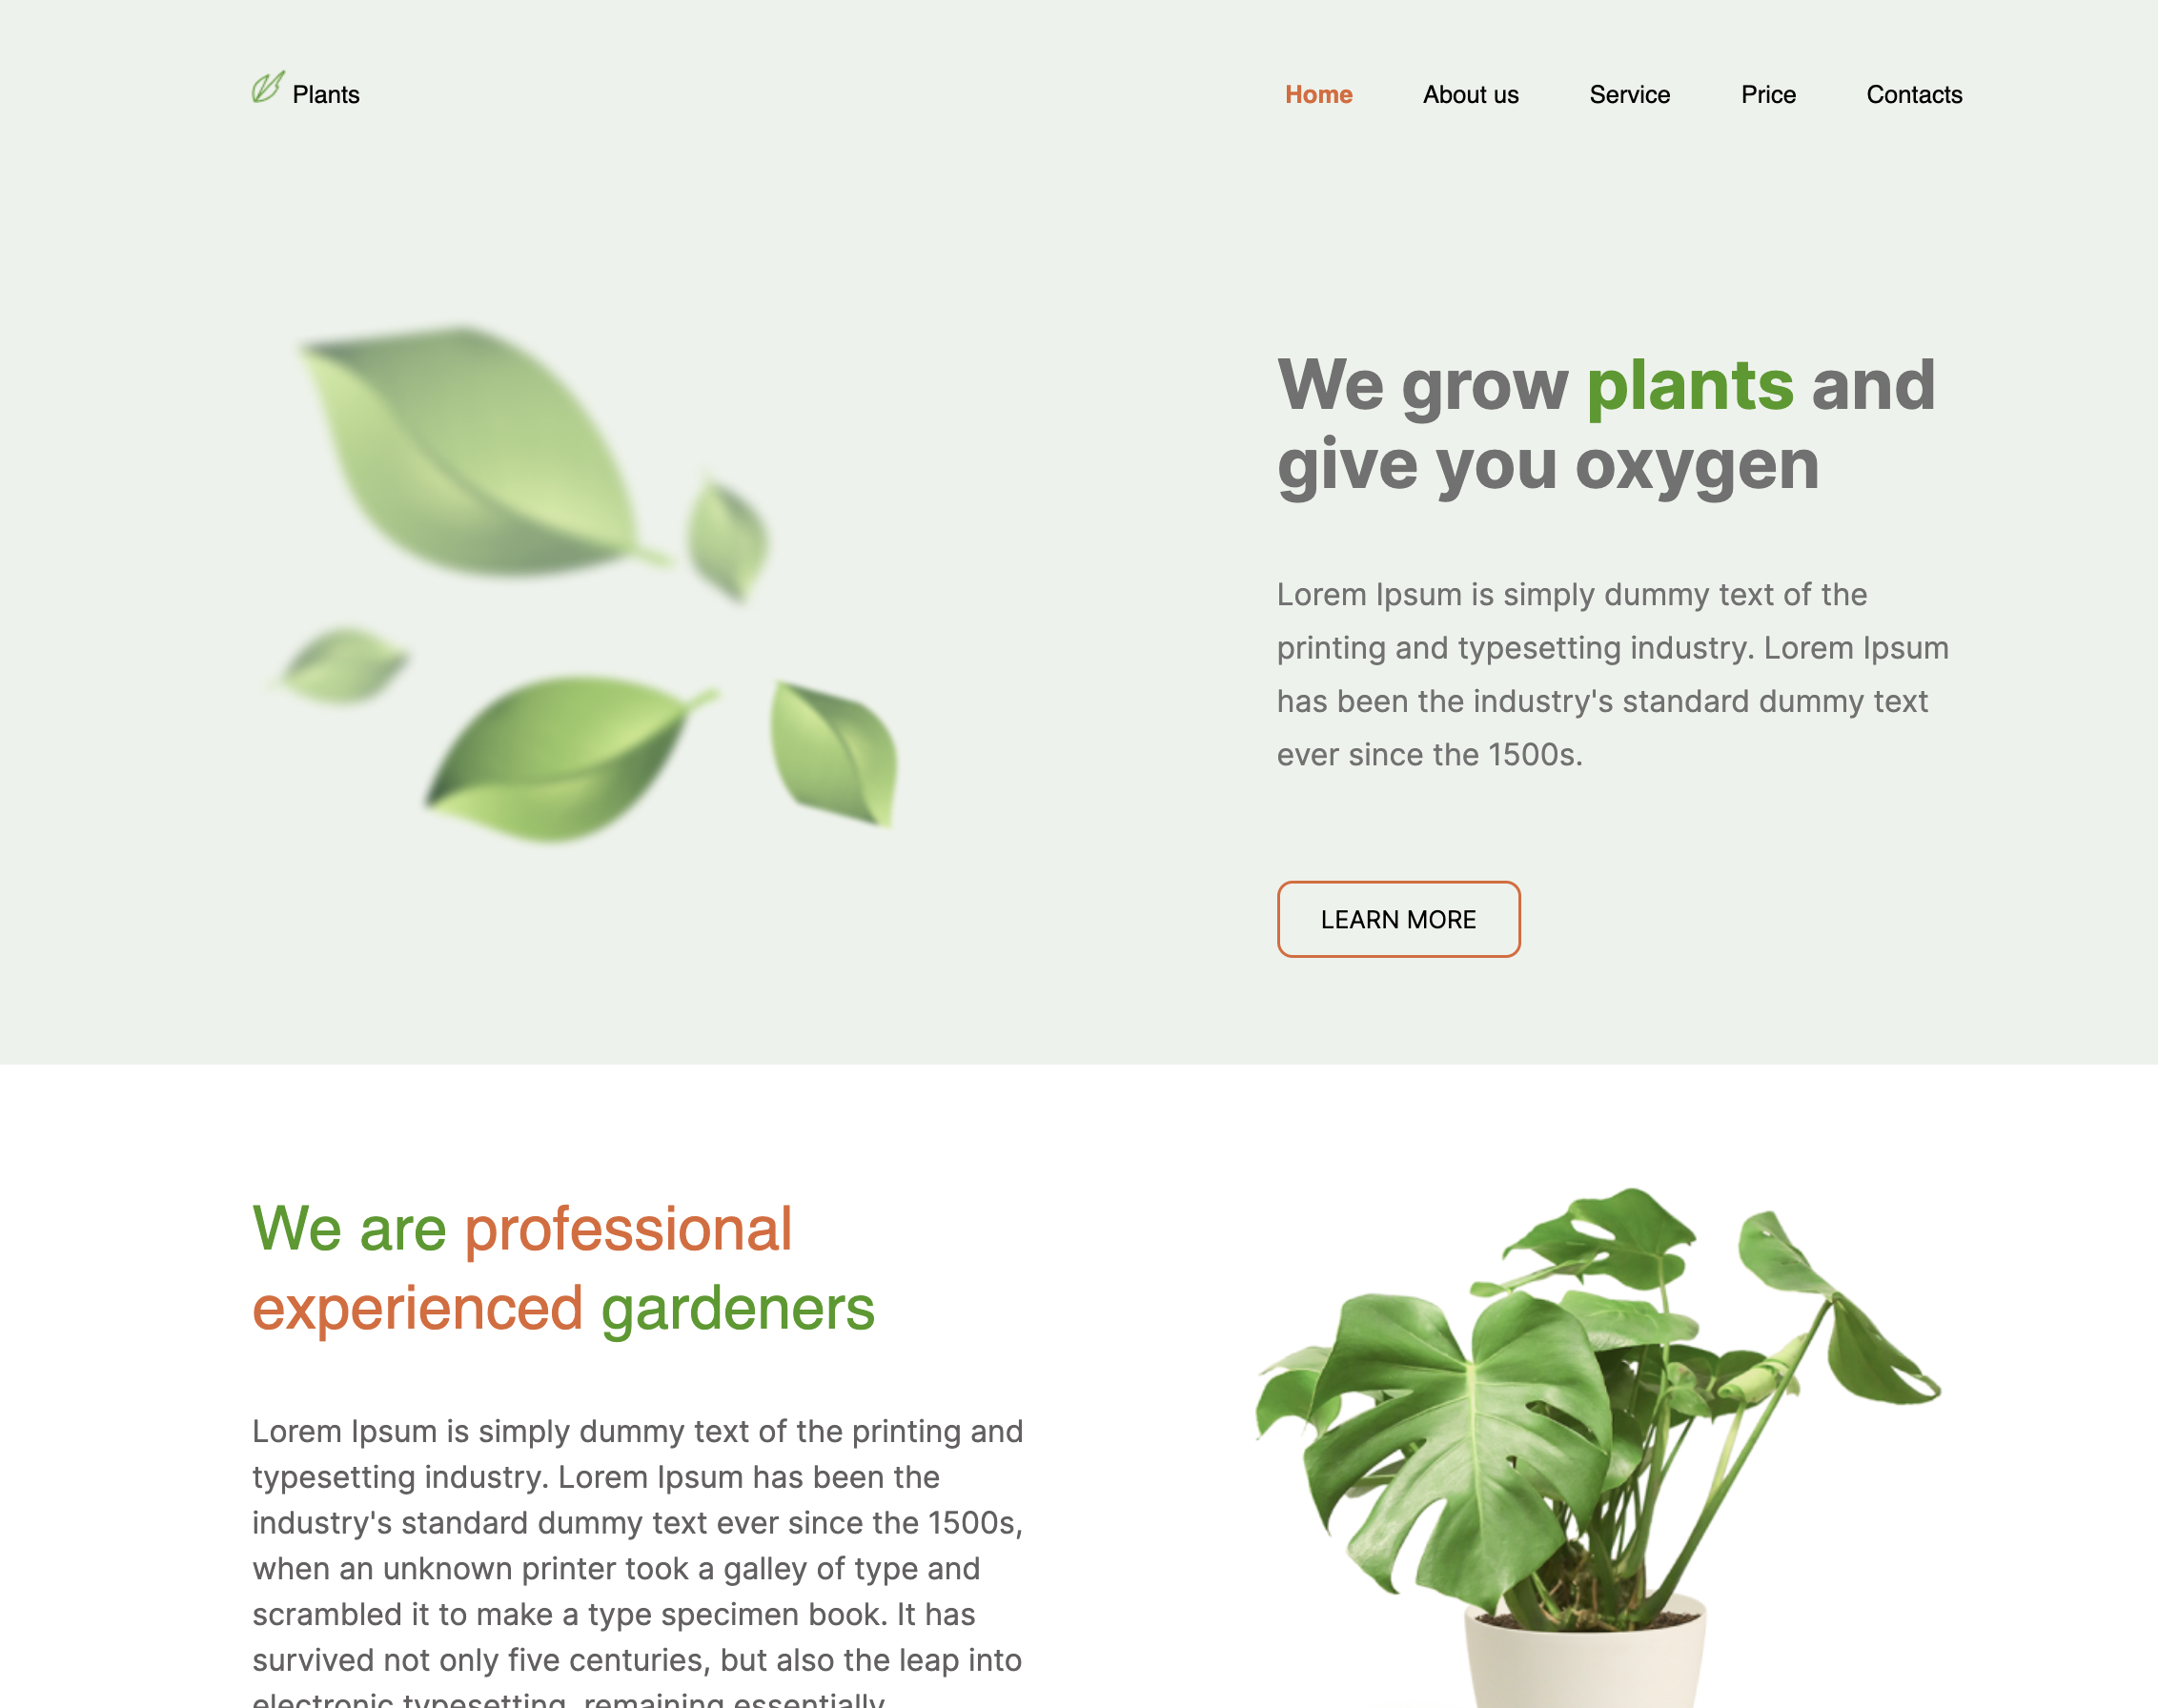 Plants
Home About us Service Price Contacts
We grow plants and
give you oxygen
Lorem Ipsum is simply dummy text of the
printing and typesetting industry. Lorem Ipsum
has been the industry's standard dummy text
ever since the 1500s.
LEARN MORE
We are professional
experienced gardeners
Lorem Ipsum is simply dummy text of the printing and
typesetting industry. Lorem Ipsum has been the
industry's standard dummy text ever since the 1500s,
when an unknown printer took a galley of type and
scrambled it to make a type specimen book. It has
survived not only five centuries, but also the leap into
electronic typesetting, remaining essentially